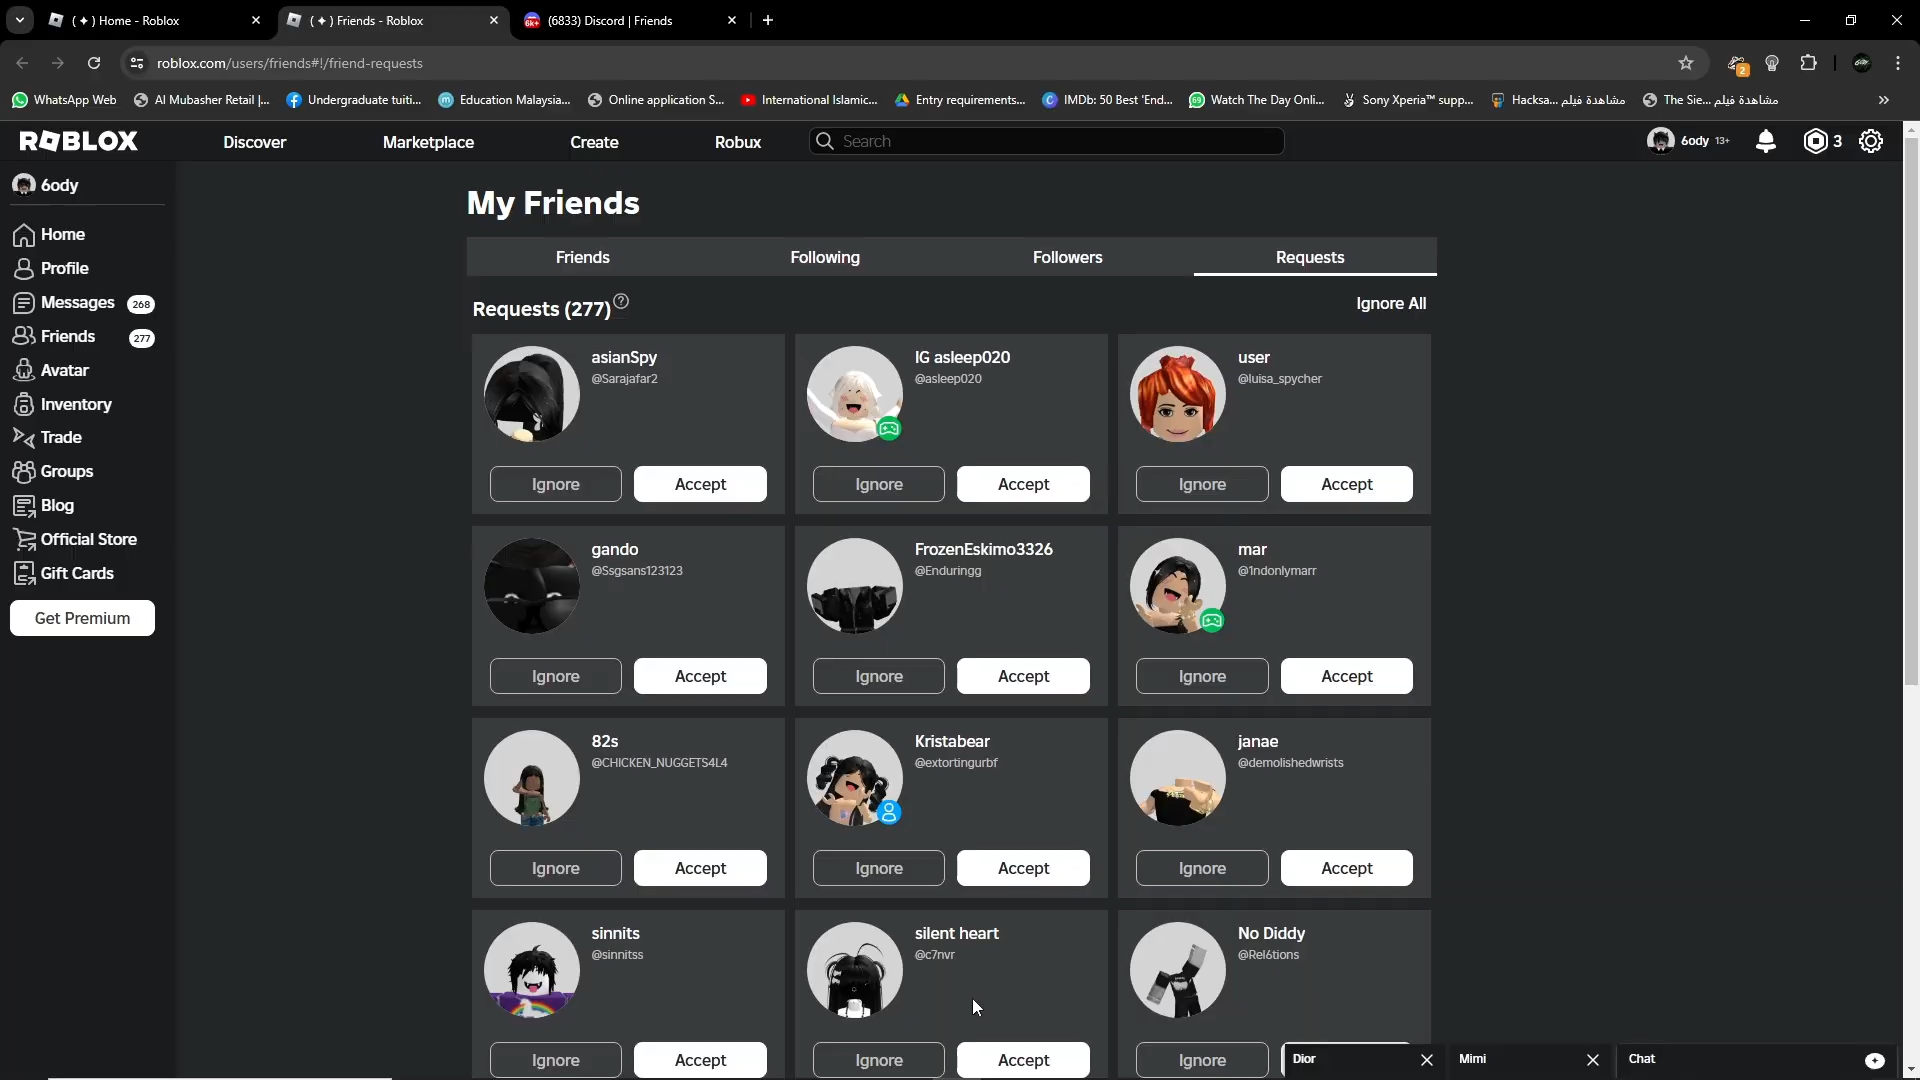 ( ✦ ) Home - Roblox
( ✦ ) Friends - Roblox
6k+
(6833) Discord | Friends
roblox.com/users/friends#!/friend-requests
2
WhatsApp Web
Al Mubasher Retail |...
Undergraduate tuiti...
Education Malaysia...
Online application S...
International Islamic...
Entry requirements...
IMDb: 50 Best 'End...
Watch The Day Onli...
Sony Xperia™ supp...
Hacksa... مشاهدة فيلم
The Sie... مشاهدة فيلم
ROBLOX
Discover
Marketplace
Create
Robux
Search
6ody 13+
3
6ody
Home
Profile
Messages 268
Friends 277
Avatar
Inventory
Trade
Groups
Blog
Official Store
Gift Cards
Get Premium
My Friends
Friends
Following
Followers
Requests
Requests (277)
Ignore All
asianSpy
@Sarajafar2
Ignore
Accept
IG asleep020
@asleep020
Ignore
Accept
user
@luisa_spycher
Ignore
Accept
gando
@Ssgsans123123
Ignore
Accept
FrozenEskimo3326
@Enduringg
Ignore
Accept
mar
@1ndonlymarr
Ignore
Accept
82s
@CHICKEN_NUGGETS4L4
Ignore
Accept
Kristabear
@extortingurbf
Ignore
Accept
janae
@demolishedwrists
Ignore
Accept
sinnits
@sinnitss
Ignore
Accept
silent heart
@c7nvr
Ignore
Accept
No Diddy
@Rel6tions
Ignore
Dior
Mimi
Chat